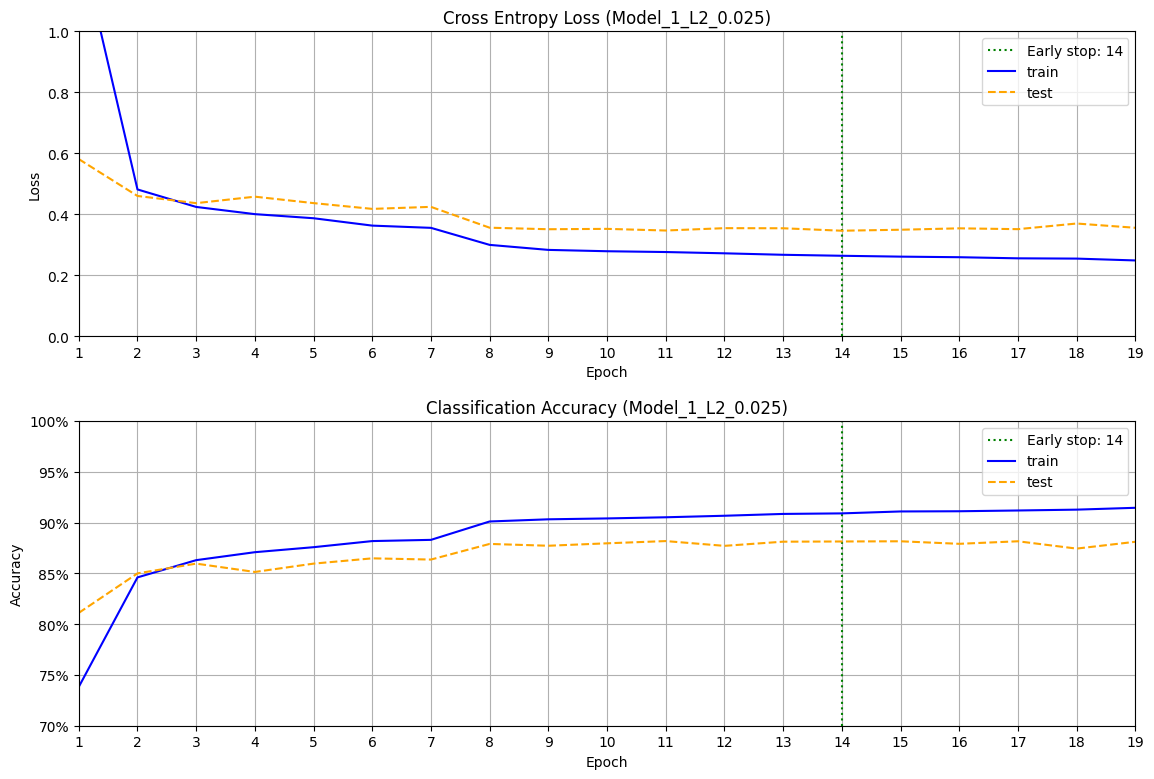 Cross Entropy Loss (Model_1_L2_0.025)
1.0
0.8
0.6
0.4
0.2
0.0
Loss
Early stop: 14
train
test
1 2 3 4 5 6 7 8 9 10 11 12 13 14 15 16 17 18 19
Epoch
Classification Accuracy (Model_1_L2_0.025)
100%
95%
90%
85%
80%
75%
70%
Accuracy
Early stop: 14
train
test
1 2 3 4 5 6 7 8 9 10 11 12 13 14 15 16 17 18 19
Epoch